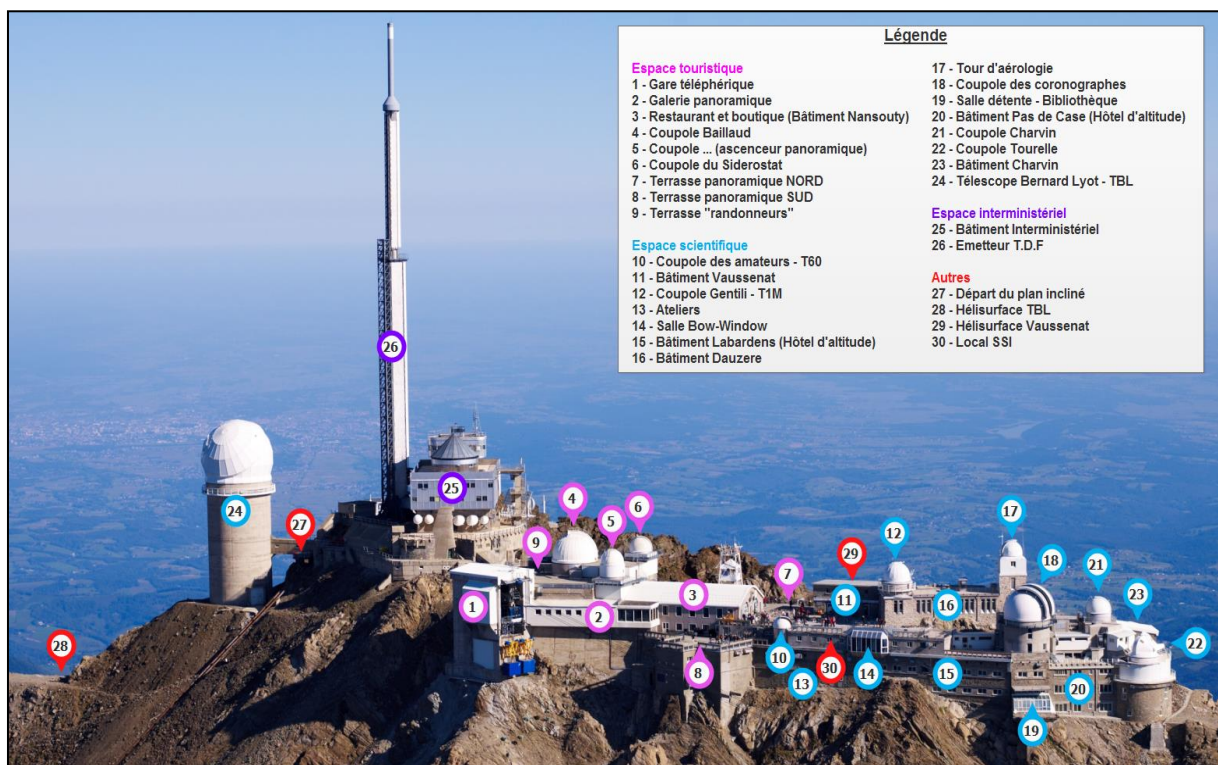 Légende
Espace touristique
1 - Gare téléphérique
2 - Galerie panoramique
3 - Restaurant et boutique (Bâtiment Nansouty)
4 - Coupole Baillaud
5 - Coupole ... (ascenceur panoramique)
6 - Coupole du Siderostat
7 - Terrasse panoramique NORD
8 - Terrasse panoramique SUD
9 - Terrasse "randonneurs"
Espace scientifique
10 - Coupole des amateurs - T60
11 - Bâtiment Vaussenat
12 - Coupole Gentili - T1M
13 - Ateliers
14 - Salle Bow-Window
15 - Bâtiment Labardens (Hôtel d'altitude)
16 - Bâtiment Dauzere
17 - Tour d'aérologie
18 - Coupole des coronographes
19 - Salle détente - Bibliothèque
20 - Bâtiment Pas de Case (Hôtel d'altitude)
21 - Coupole Charvin
22 - Coupole Tourelle
23 - Bâtiment Charvin
24 - Télescope Bernard Lyot - TBL
Espace interministériel
25 - Bâtiment Interministériel
26 - Emetteur T.D.F
Autres
27 - Départ du plan incliné
28 - Hélisurface TBL
29 - Hélisurface Vaussenat
30 - Local SSI
26
25
24
27
4
5
6
9
17
12
29
7
18
21
1
3
11
16
23
2
28
22
10
30
14
8
13
15
20
19